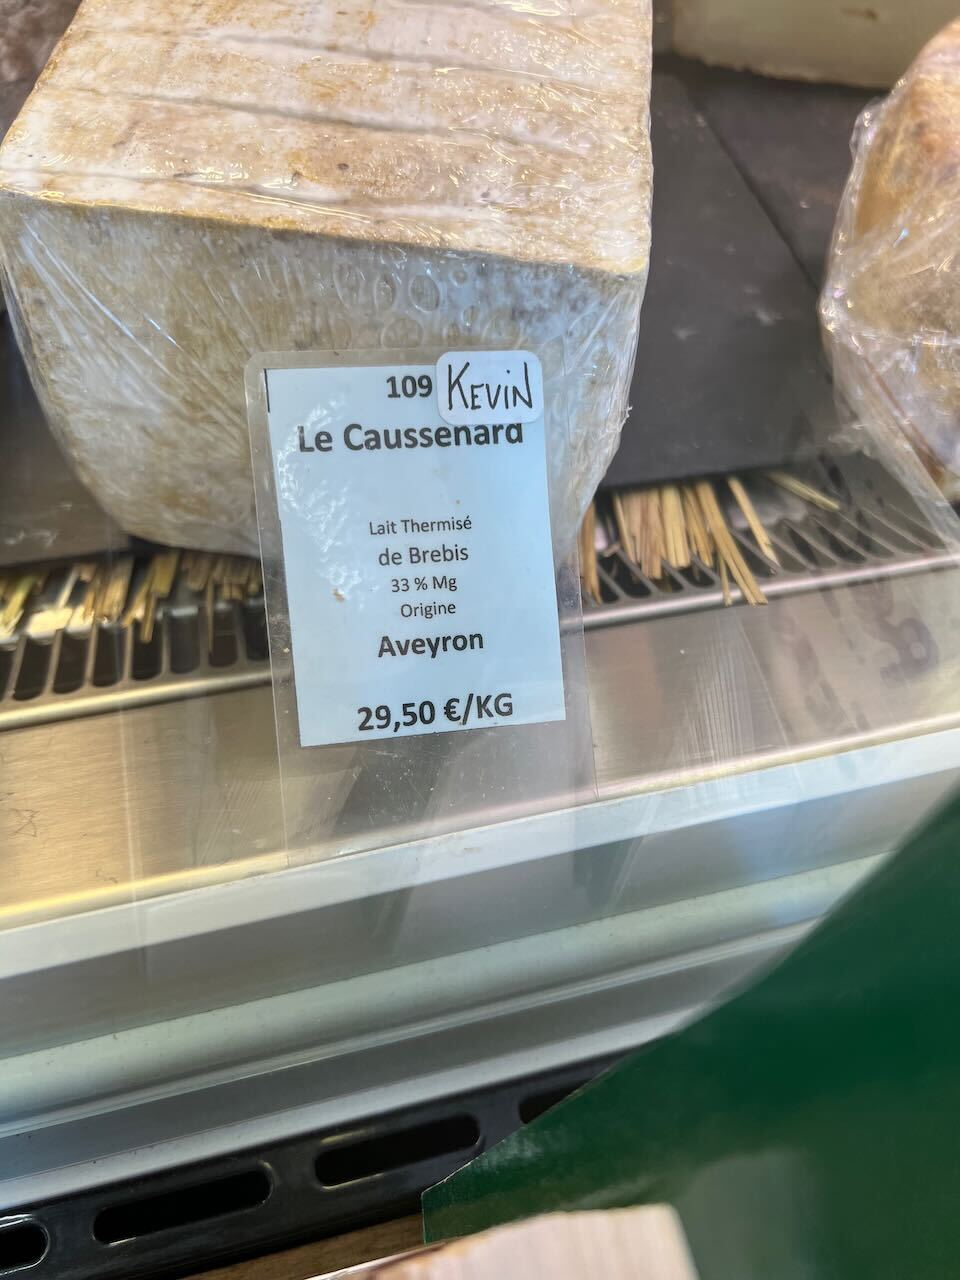 109 KEVIN
Le Caussenard
Lait Thermisé
de Brebis
33 % Mg
Origine
Aveyron
29,50 €/KG